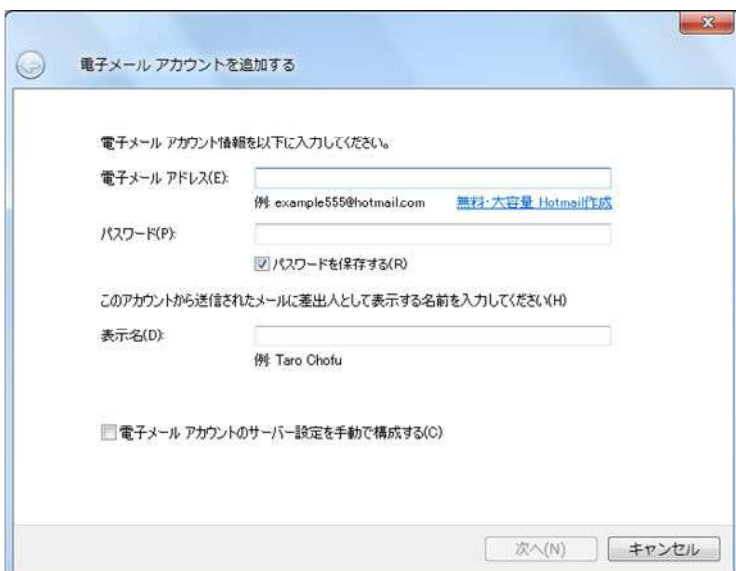 電子メール アカウントを追加する
電子メール アカウント情報を以下に入力してください。
電子メール アドレス(E):
例: example555@hotmail.com 無料・大容量 Hotmail作成
パスワード(P):
パスワードを保存する(R)
このアカウントから送信されたメールに差出人として表示する名前を入力してください(H)
表示名(D):
例: Taro Chofu
電子メール アカウントのサーバー設定を手動で構成する(C)
次へ(N) キャンセル